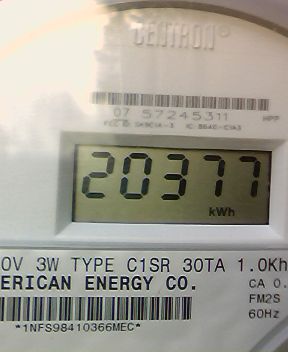 CENTRON®
07 57245311 HPP
20377
kWh
0V 3W TYPE C1SR 30TA 1.0Kh
ERICAN ENERGY CO.
CA 0.
FM2S
60Hz
*1NFS98410366MEC*